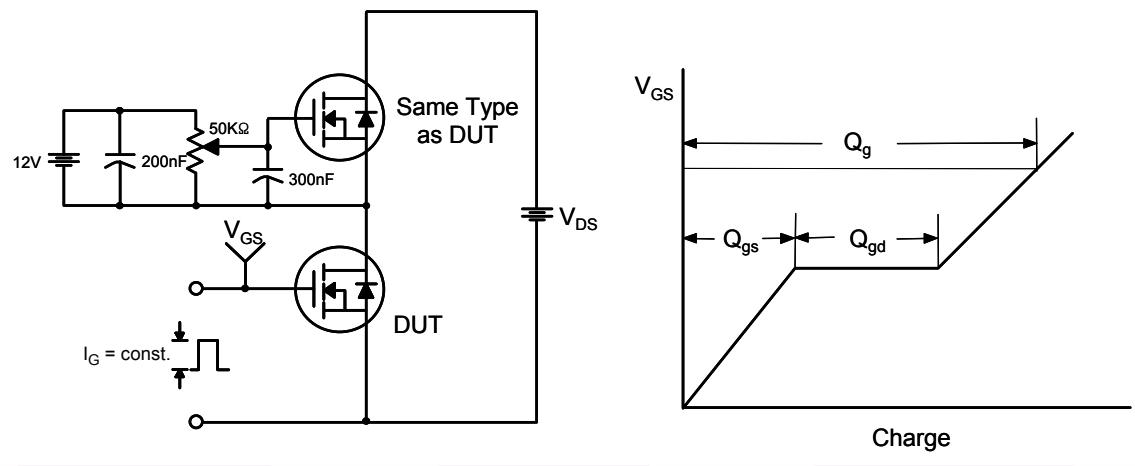 12V
200nF
50KΩ
300nF
Same Type
as DUT
V_DS
V_GS
DUT
I_G = const.
V_GS
Q_g
Q_gs
Q_gd
Charge